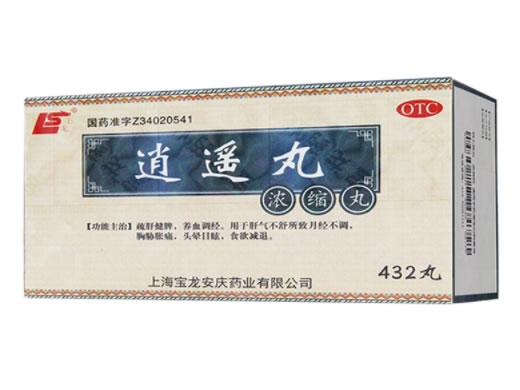 国药准字Z34020541
OTC
逍遥丸
浓缩丸
【功能主治】疏肝健脾，养血调经。用于肝气不舒所致月经不调，
胸胁胀痛，头晕目眩，食欲减退。
上海宝龙安庆药业有限公司
432丸